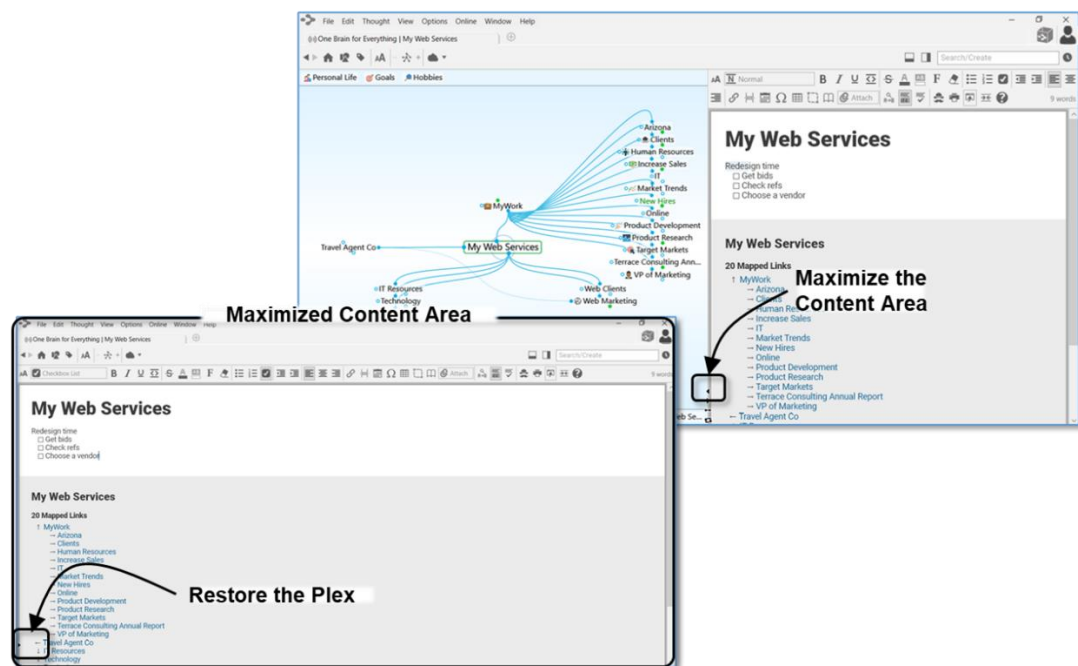 File Edit Thought View Options Online Window Help
One Brain for Everything | My Web Services
Search/Create
Personal Life Goals Hobbies
Normal
B I U
F
Attach
9 words
My Web Services
Redesign time
Get bids
Check refs
Choose a vendor
My Web Services
20 Mapped Links
MyWork
Arizona
Clients
Human Resources
Increase Sales
IT
Market Trends
New Hires
Online
Product Development
Product Research
Target Markets
Terrace Consulting Annual Report
VP of Marketing
Travel Agent Co
Maximize the
Content Area
Arizona
Clients
Human Resources
Increase Sales
IT
Market Trends
New Hires
Online
Product Development
Product Research
Target Markets
Terrace Consulting Ann...
VP of Marketing
MyWork
Travel Agent Co
My Web Services
IT Resources
Technology
Web Clients
Web Marketing
eb Se...
Maximized Content Area
File Edit Thought View Options Online Window Help
One Brain for Everything | My Web Services
Search/Create
Checkbox List
B I U
F
Attach
9 words
My Web Services
Redesign time
Get bids
Check refs
Choose a vendor
My Web Services
20 Mapped Links
MyWork
Arizona
Clients
Human Resources
Increase Sales
IT
Market Trends
New Hires
Online
Product Development
Product Research
Target Markets
Terrace Consulting Annual Report
VP of Marketing
Travel Agent Co
IT Resources
Technology
Restore the Plex